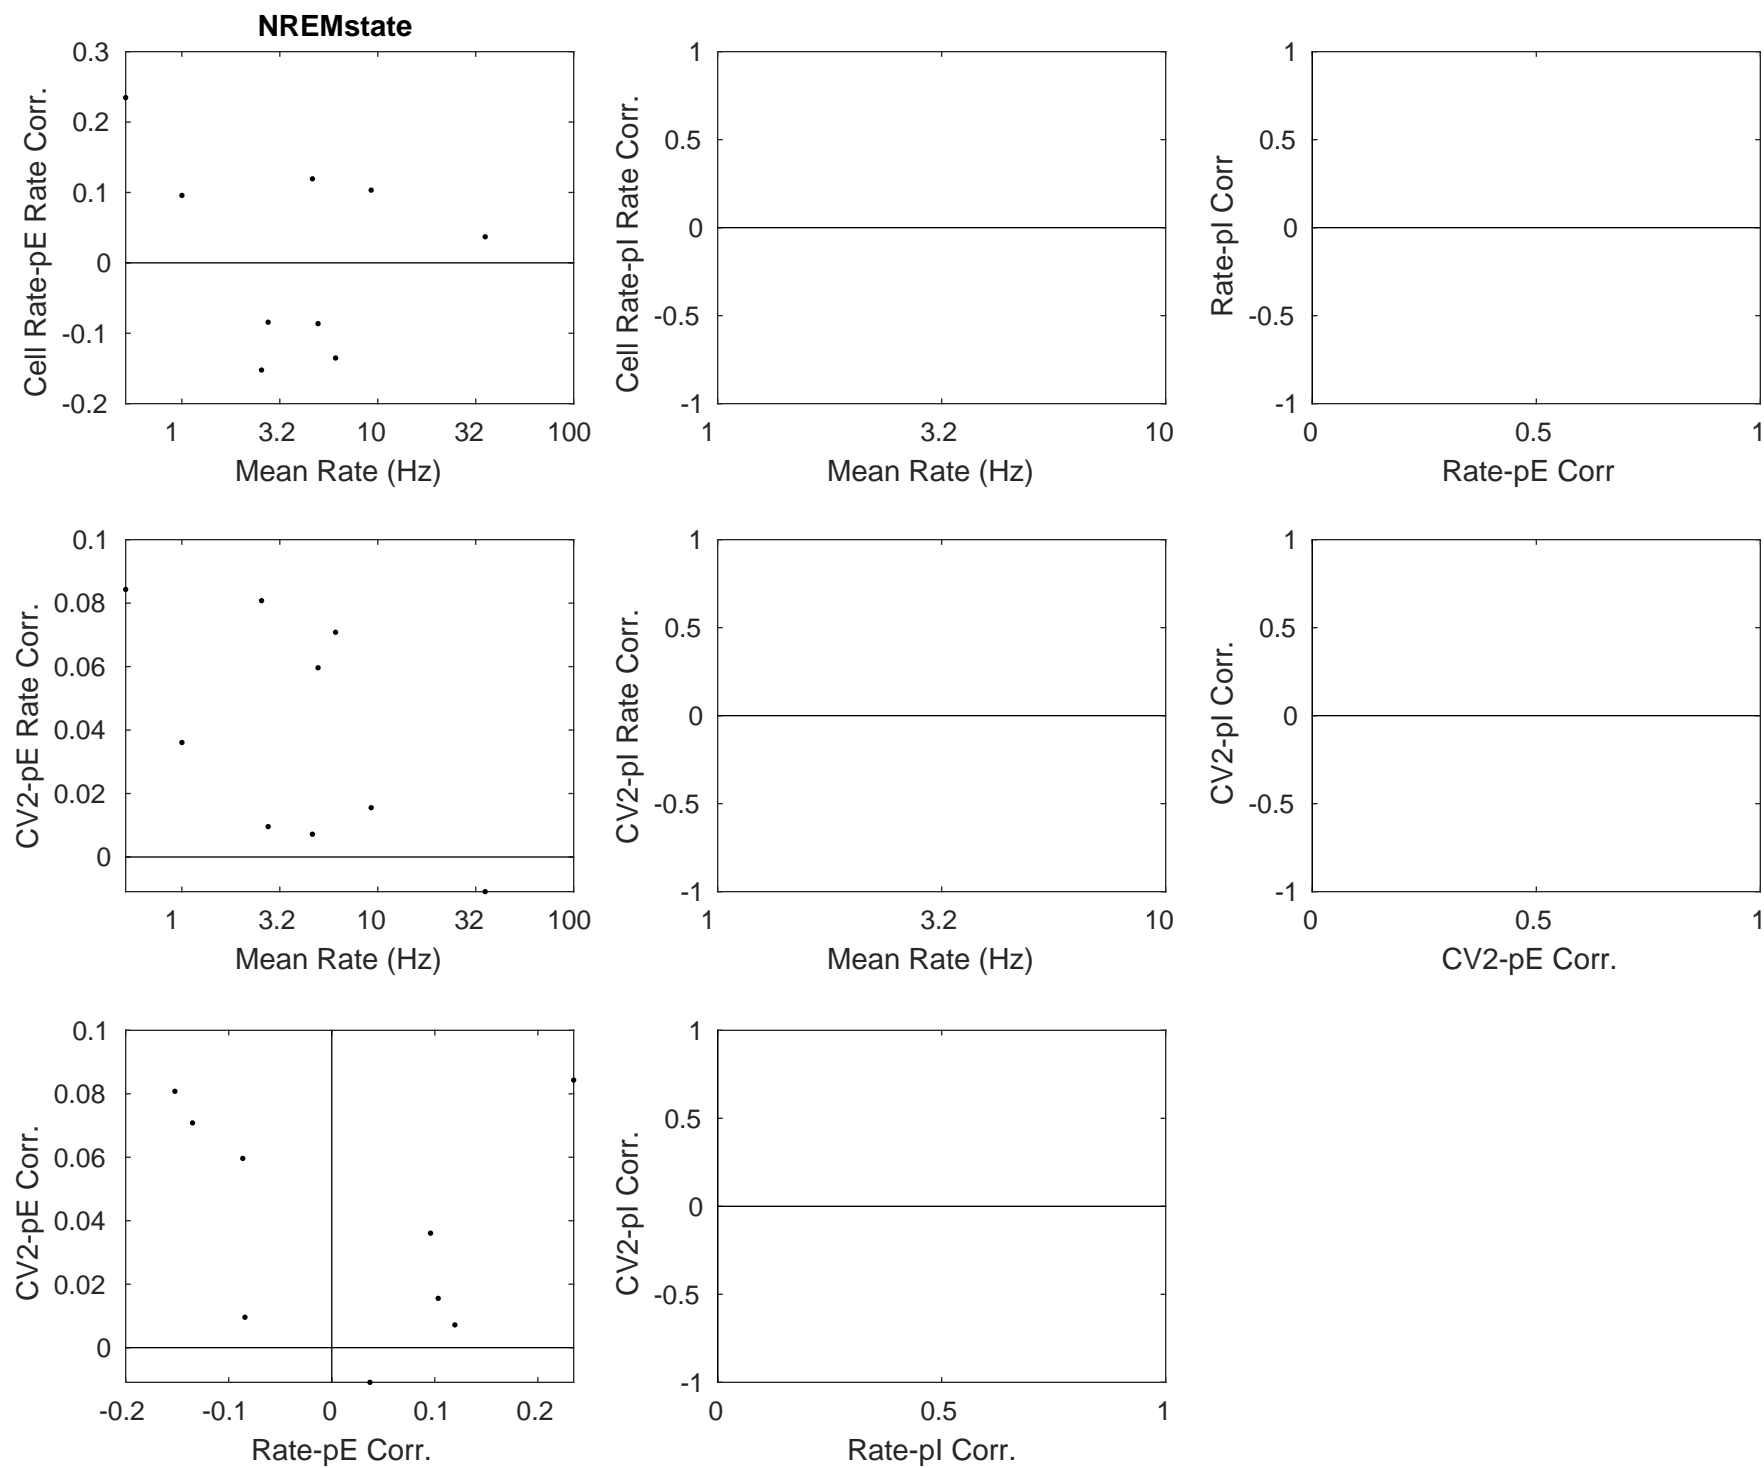 NREMstate
0.3
0.2
0.1
0
-0.1
-0.2
Cell Rate-pE Rate Corr.
1 3.2 10 32 100
Mean Rate (Hz)
1
0.5
0
-0.5
-1
Cell Rate-pI Rate Corr.
1 3.2 10
Mean Rate (Hz)
1
0.5
0
-0.5
-1
Rate-pI Corr
0 0.5 1
Rate-pE Corr
0.1
0.08
0.06
0.04
0.02
0
CV2-pE Rate Corr.
1 3.2 10 32 100
Mean Rate (Hz)
1
0.5
0
-0.5
-1
CV2-pI Rate Corr.
1 3.2 10
Mean Rate (Hz)
1
0.5
0
-0.5
-1
CV2-pI Corr.
0 0.5 1
CV2-pE Corr.
0.1
0.08
0.06
0.04
0.02
0
CV2-pE Corr.
-0.2 -0.1 0 0.1 0.2
Rate-pE Corr.
1
0.5
0
-0.5
-1
CV2-pI Corr.
0 0.5 1
Rate-pI Corr.